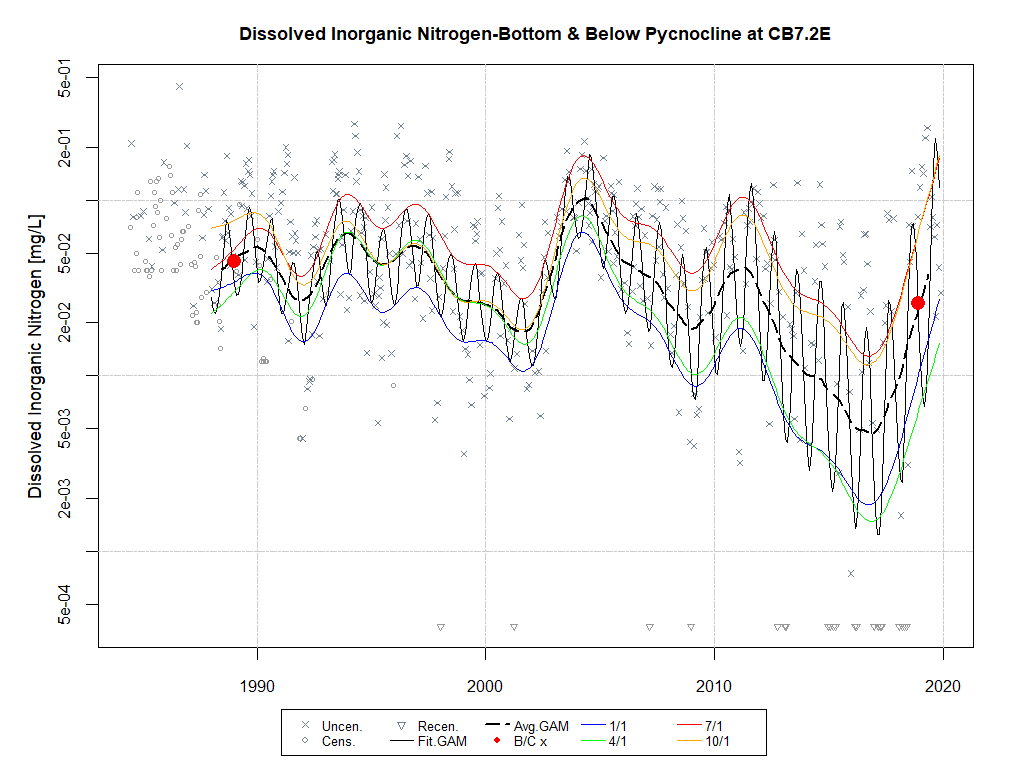 Dissolved Inorganic Nitrogen-Bottom & Below Pycnocline at CB7.2E
Dissolved Inorganic Nitrogen [mg/L]
5e-01
2e-01
5e-02
2e-02
5e-03
2e-03
5e-04
1990 2000 2010 2020
Uncen. Recen. Avg.GAM 1/1 7/1
Cens. Fit.GAM B/C x 4/1 10/1